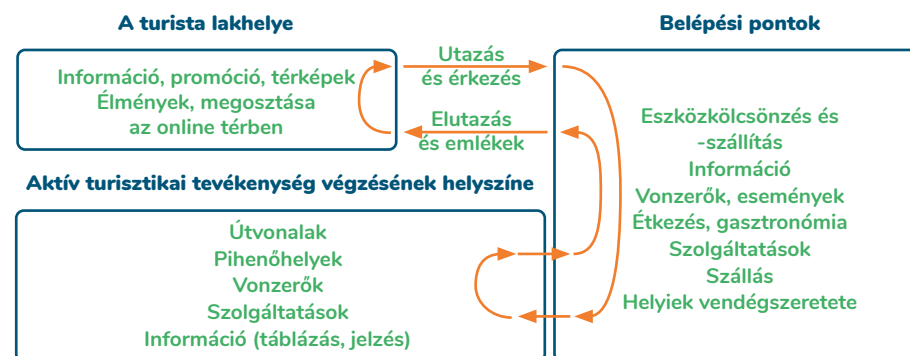 A turista lakhelye
Információ, promóció, térképek
Élmények, megosztása
az online térben
Utazás
és érkezés
Elutazás
és emlékek
Belépési pontok
Eszközkölcsönzés és
-szállítás
Információ
Vonzerők, események
Étkezés, gasztronómia
Szolgáltatások
Szállás
Helyiek vendégszeretete
Aktív turisztikai tevékenység végzésének helyszíne
Útvonalak
Pihenőhelyek
Vonzerők
Szolgáltatások
Információ (táblázás, jelzés)